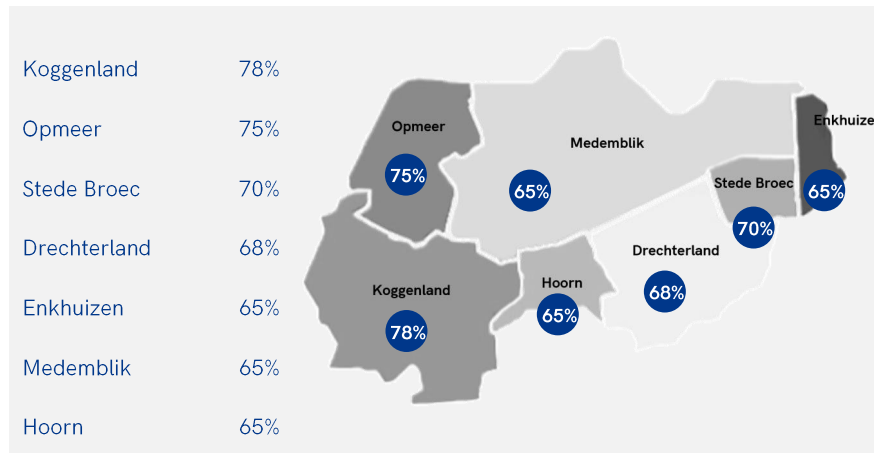 Koggenland 78%
Opmeer 75%
Stede Broec 70%
Drechterland 68%
Enkhuizen 65%
Medemblik 65%
Hoorn 65%
Opmeer
75%
Medemblik
65%
Enkhuize
65%
Stede Broec
70%
Drechterland
68%
Hoorn
65%
Koggenland
78%